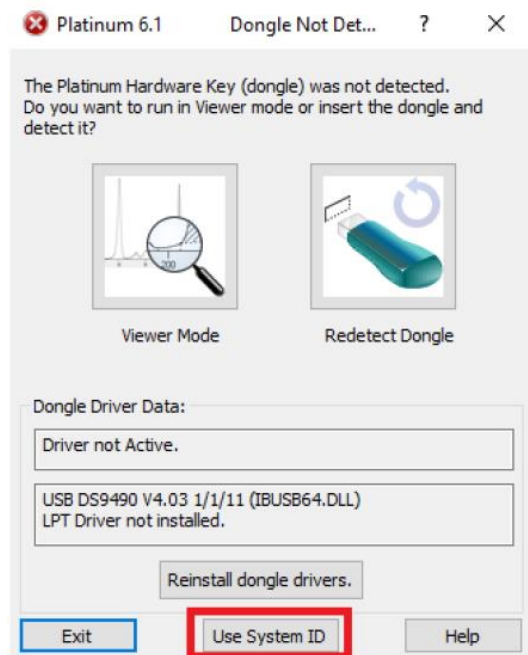 Platinum 6.1 Dongle Not Det... ?
The Platinum Hardware Key (dongle) was not detected.
Do you want to run in Viewer mode or insert the dongle and
detect it?
200
Viewer Mode Redetect Dongle
Dongle Driver Data:
Driver not Active.
USB DS9490 V4.03 1/1/11 (IBUSB64.DLL)
LPT Driver not installed.
Reinstall dongle drivers.
Exit Use System ID Help